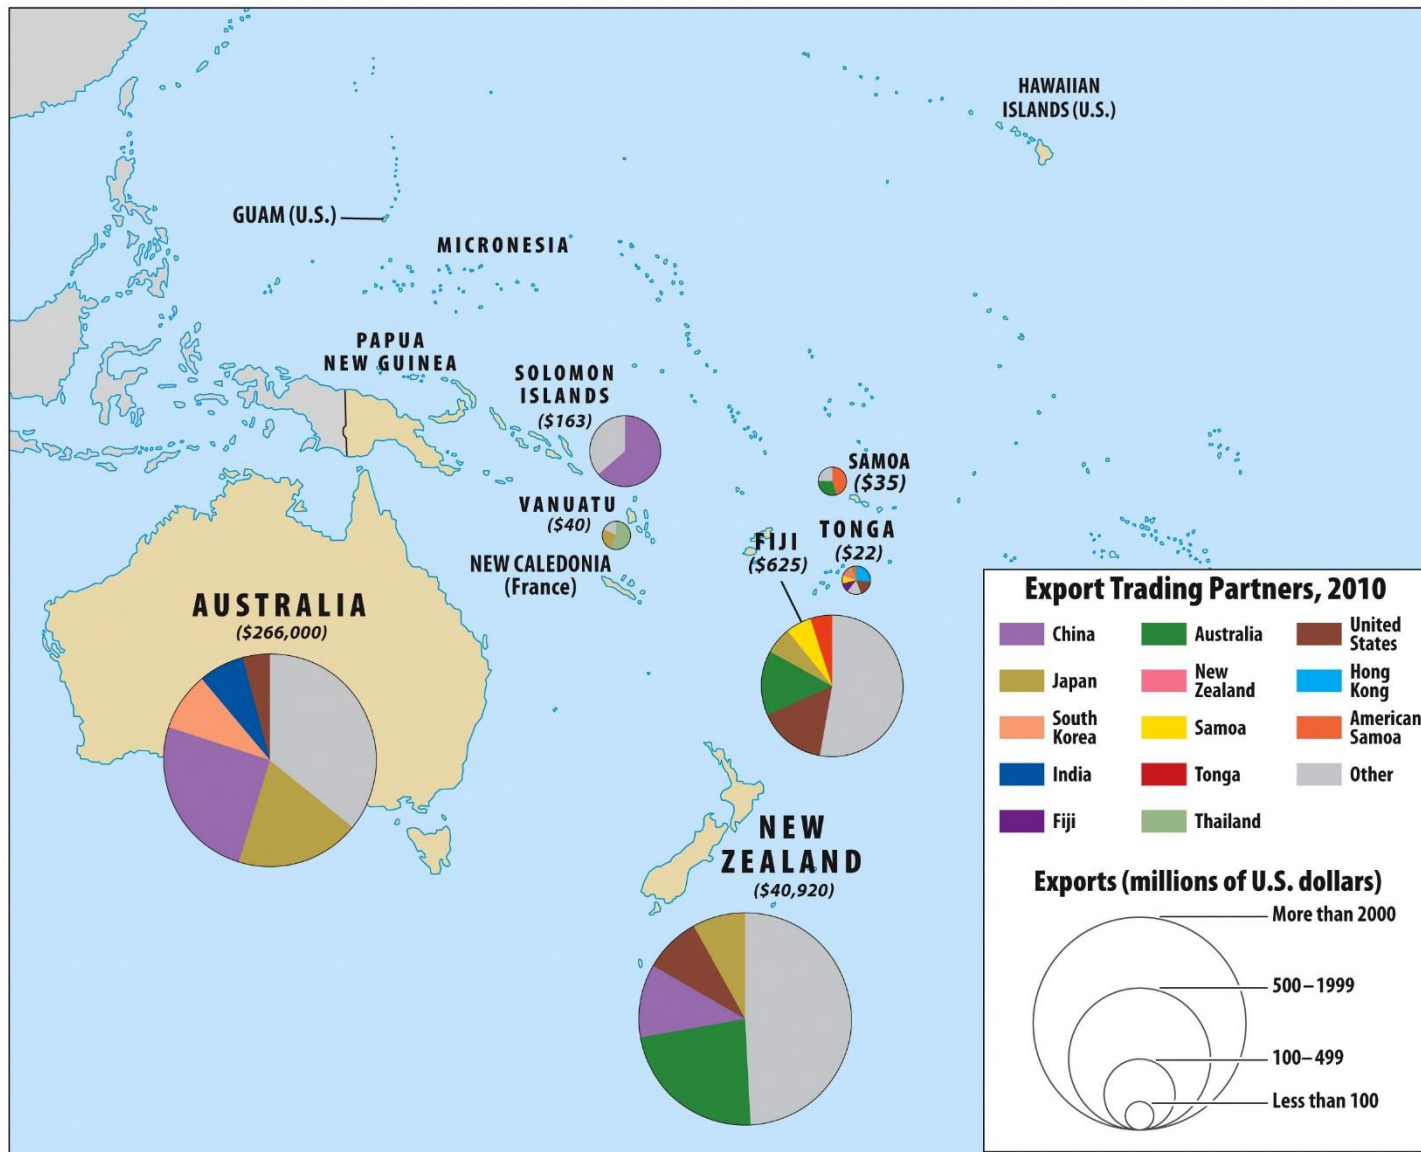 HAWAIIAN
ISLANDS (U.S.)
GUAM (U.S.)
MICRONESIA
PAPUA
NEW GUINEA
SOLOMON
ISLANDS
($163)
SAMOA
($35)
VANUATU
($40)
TONGA
($22)
FIJI
($625)
NEW CALEDONIA
(France)
AUSTRALIA
($266,000)
NEW
ZEALAND
($40,920)
Export Trading Partners, 2010
China
Australia
United
States
Japan
New
Zealand
Hong
Kong
South
Korea
Samoa
American
Samoa
India
Tonga
Other
Fiji
Thailand
Exports (millions of U.S. dollars)
More than 2000
500–1999
100–499
Less than 100